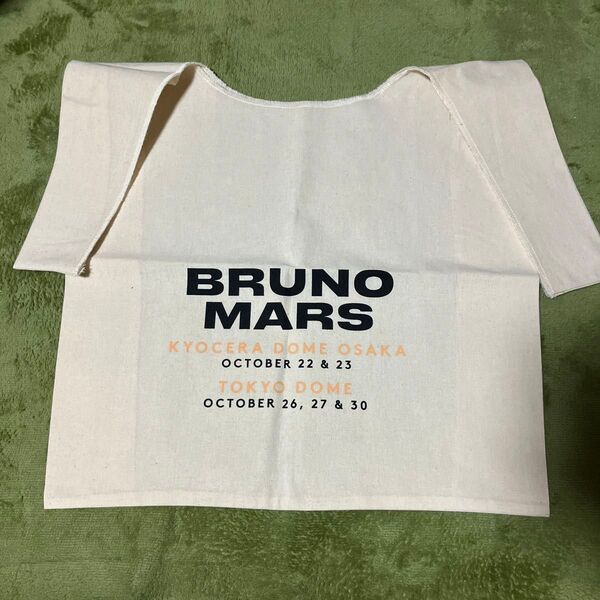 BRUNO
MARS
KYOCERA DOME OSAKA
OCTOBER 22 & 23
TOKYO DOME
OCTOBER 26, 27 & 30